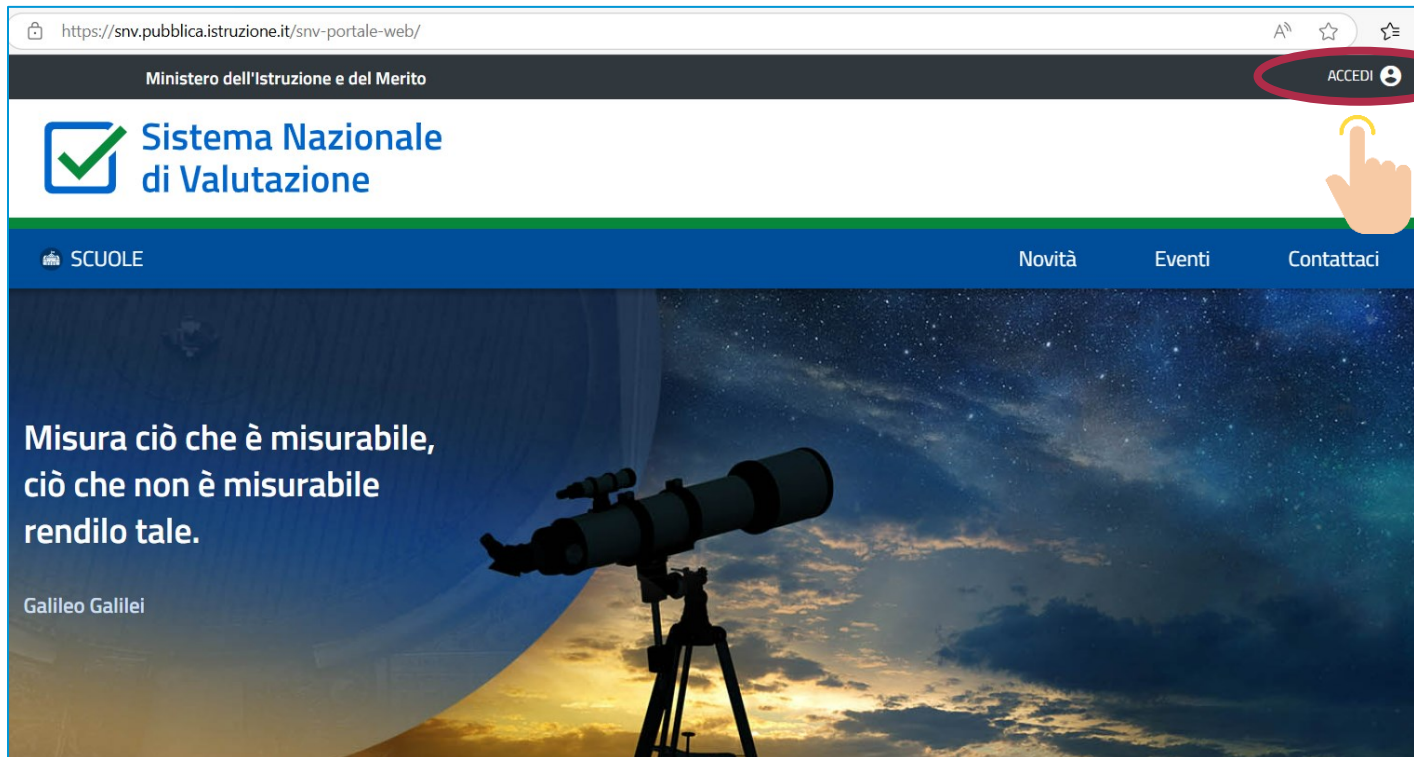 https://snv.pubblica.istruzione.it/snv-portale-web/
Ministero dell'Istruzione e del Merito
ACCEDI
Sistema Nazionale
di Valutazione
SCUOLE
Novità
Eventi
Contattaci
Misura ciò che è misurabile,
ciò che non è misurabile
rendilo tale.
Galileo Galilei